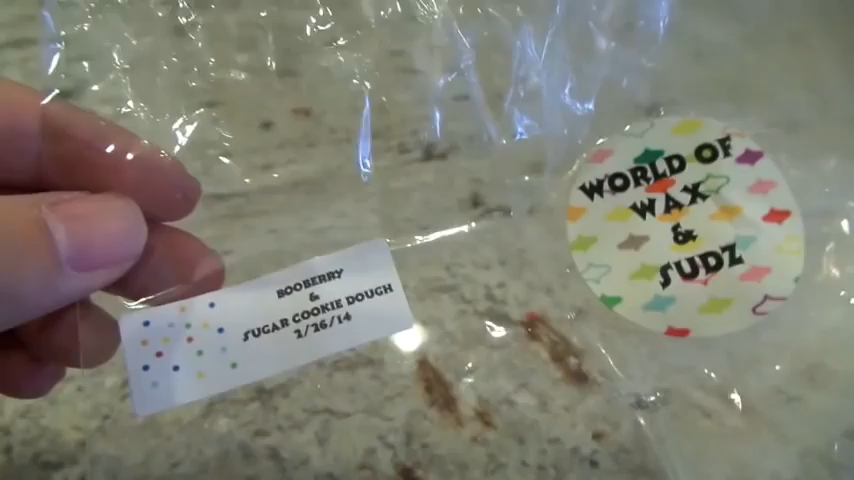 BOOBERRY
&
SUGAR COOKIE DOUGH
2/26/14
WORLD OF
WAX
&
SUDZ